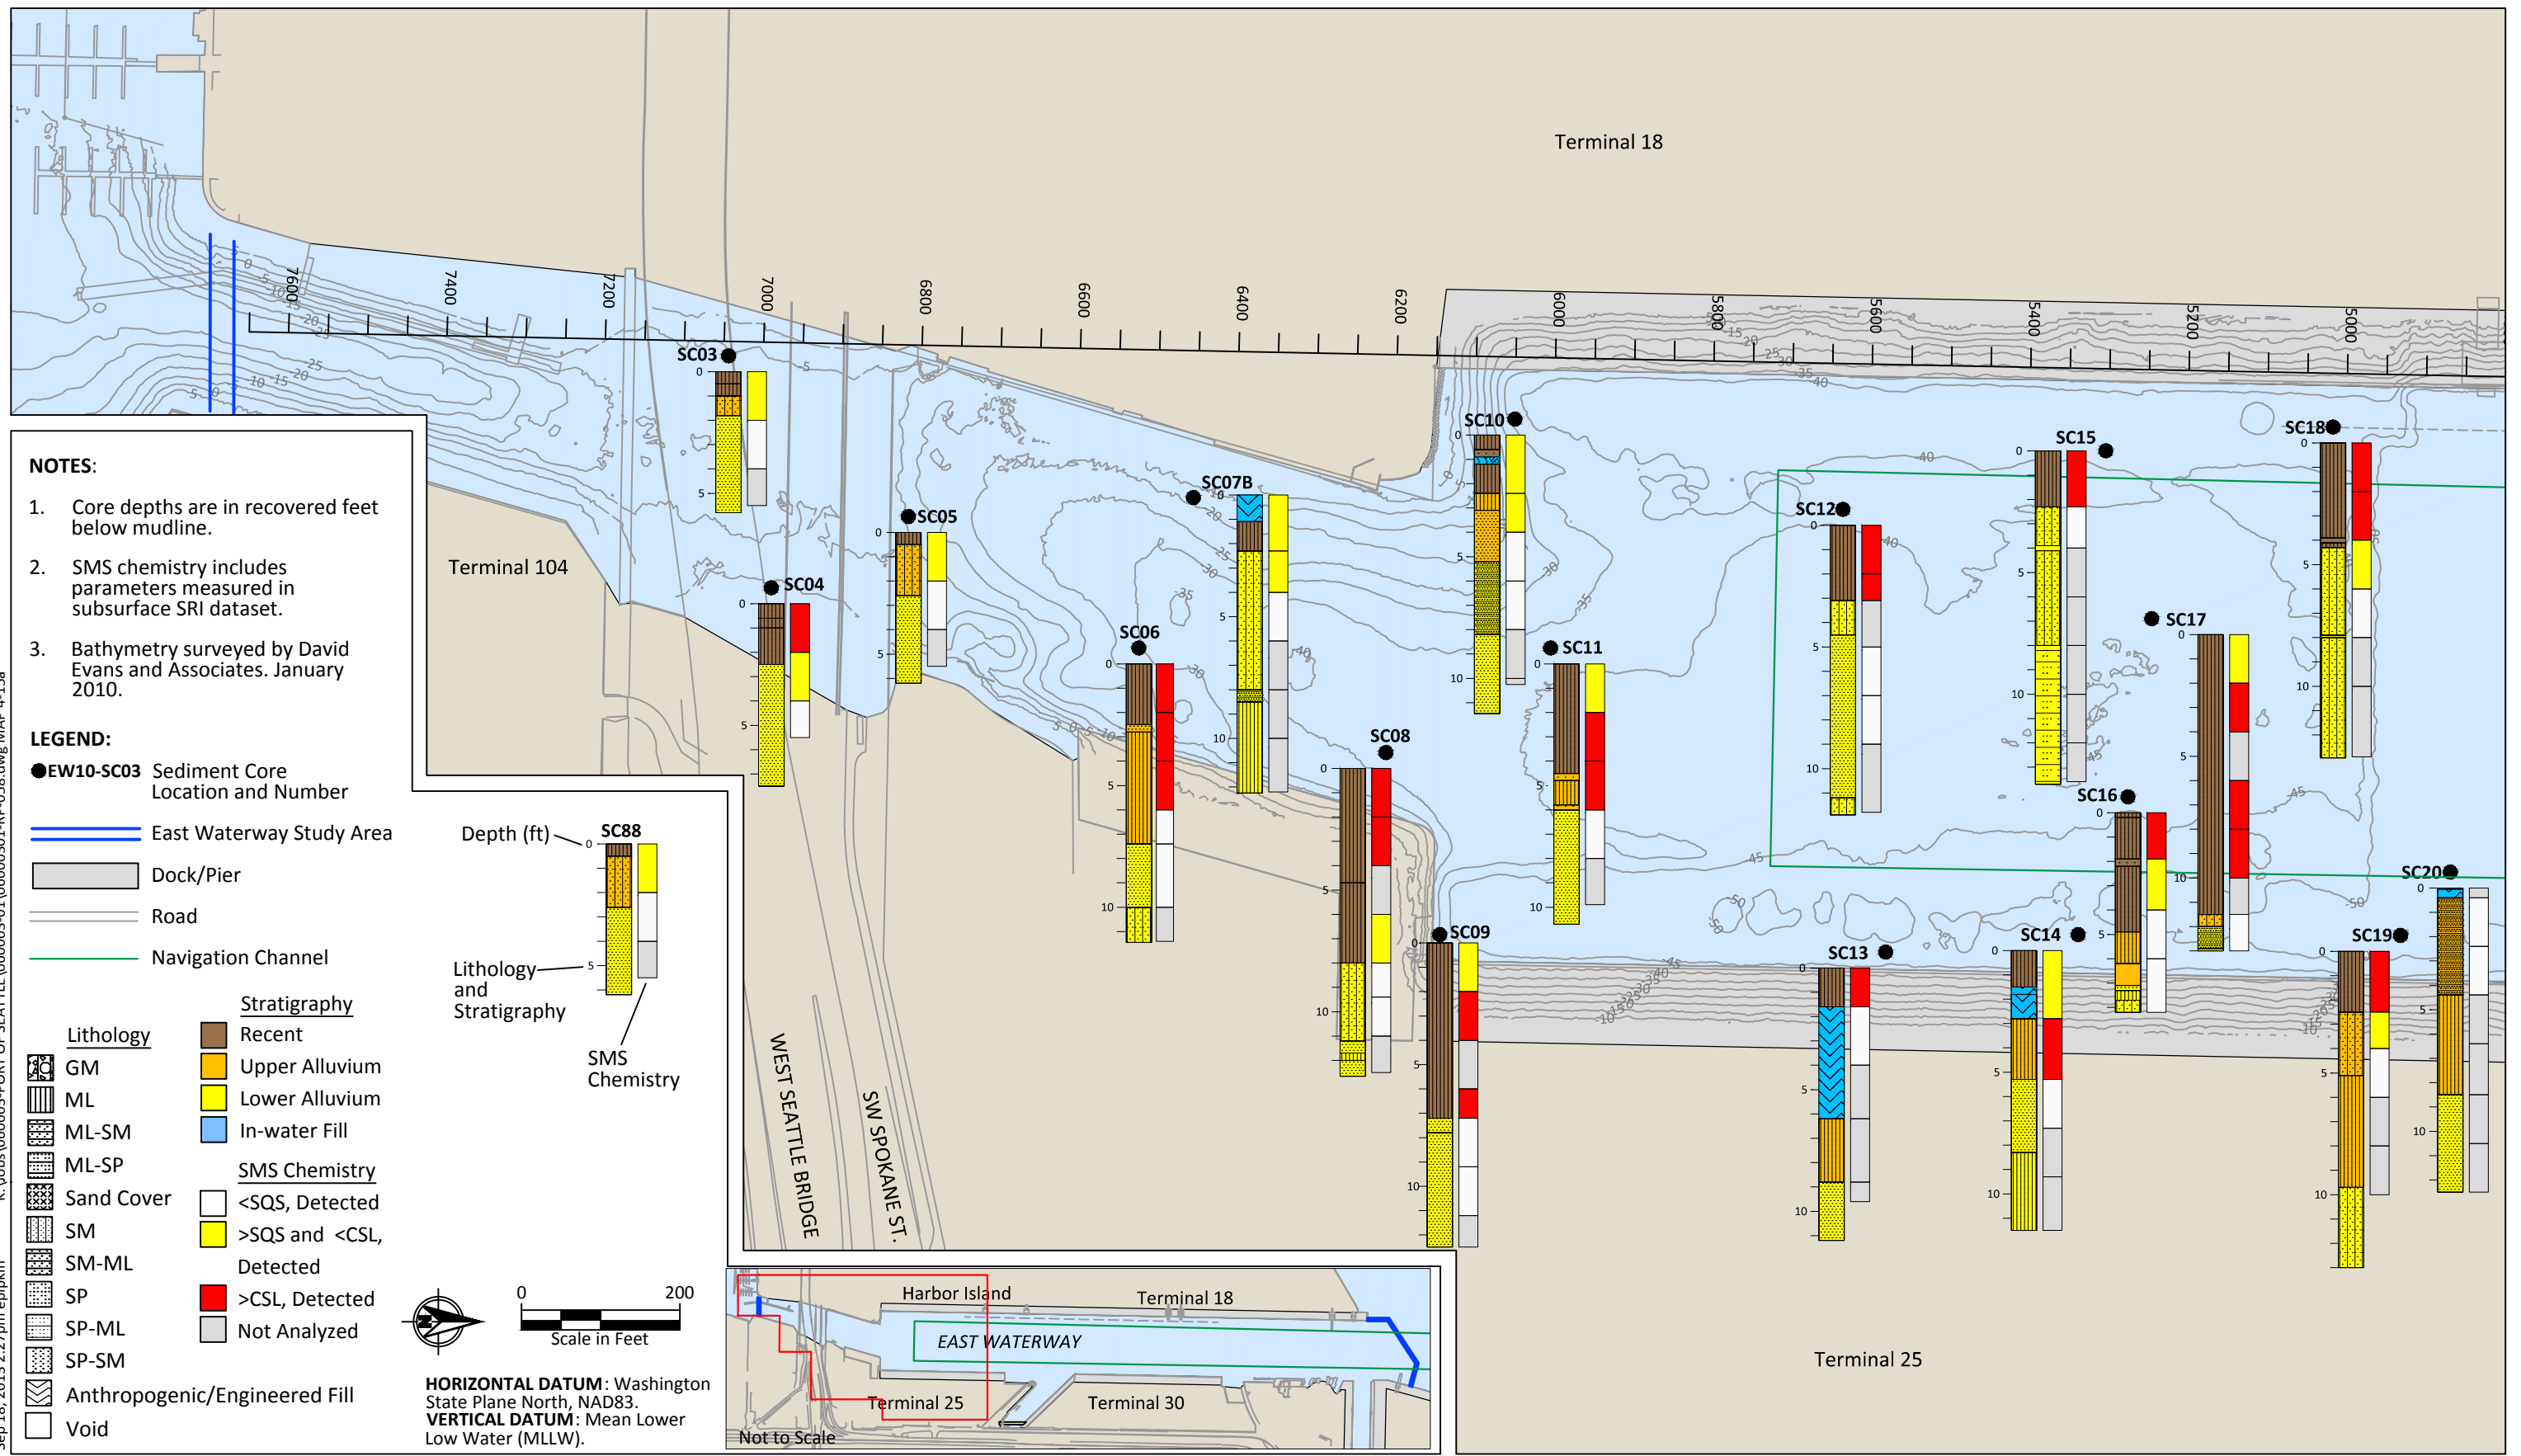 Terminal 18
7600
7400
7200
7000
6800
6600
6400
6200
6000
5800
5600
5400
5200
5000
SC03
SC10
SC18
SC15
SC07B
SC12
SC05
SC04
SC17
SC06
SC11
SC08
SC16
SC20
SC09
SC13
SC14
SC19
Terminal 104
NOTES:
1. Core depths are in recovered feet
below mudline.
2. SMS chemistry includes
parameters measured in
subsurface SRI dataset.
3. Bathymetry surveyed by David
Evans and Associates. January
2010.
LEGEND:
EW10-SC03 Sediment Core
Location and Number
East Waterway Study Area
Dock/Pier
Road
Navigation Channel
Depth (ft)
SC88
0
5
Lithology
and
Stratigraphy
SMS
Chemistry
Lithology
GM
ML
ML-SM
ML-SP
Sand Cover
SM
SM-ML
SP
SP-ML
SP-SM
Anthropogenic/Engineered Fill
Void
Stratigraphy
Recent
Upper Alluvium
Lower Alluvium
In-water Fill
SMS Chemistry
<SQS, Detected
>SQS and <CSL,
Detected
>CSL, Detected
Not Analyzed
WEST SEATTLE BRIDGE
SW SPOKANE ST.
N
0 200
Scale in Feet
HORIZONTAL DATUM: Washington
State Plane North, NAD83.
VERTICAL DATUM: Mean Lower
Low Water (MLLW).
Harbor Island
Terminal 18
EAST WATERWAY
Terminal 25
Terminal 30
Not to Scale
Terminal 25